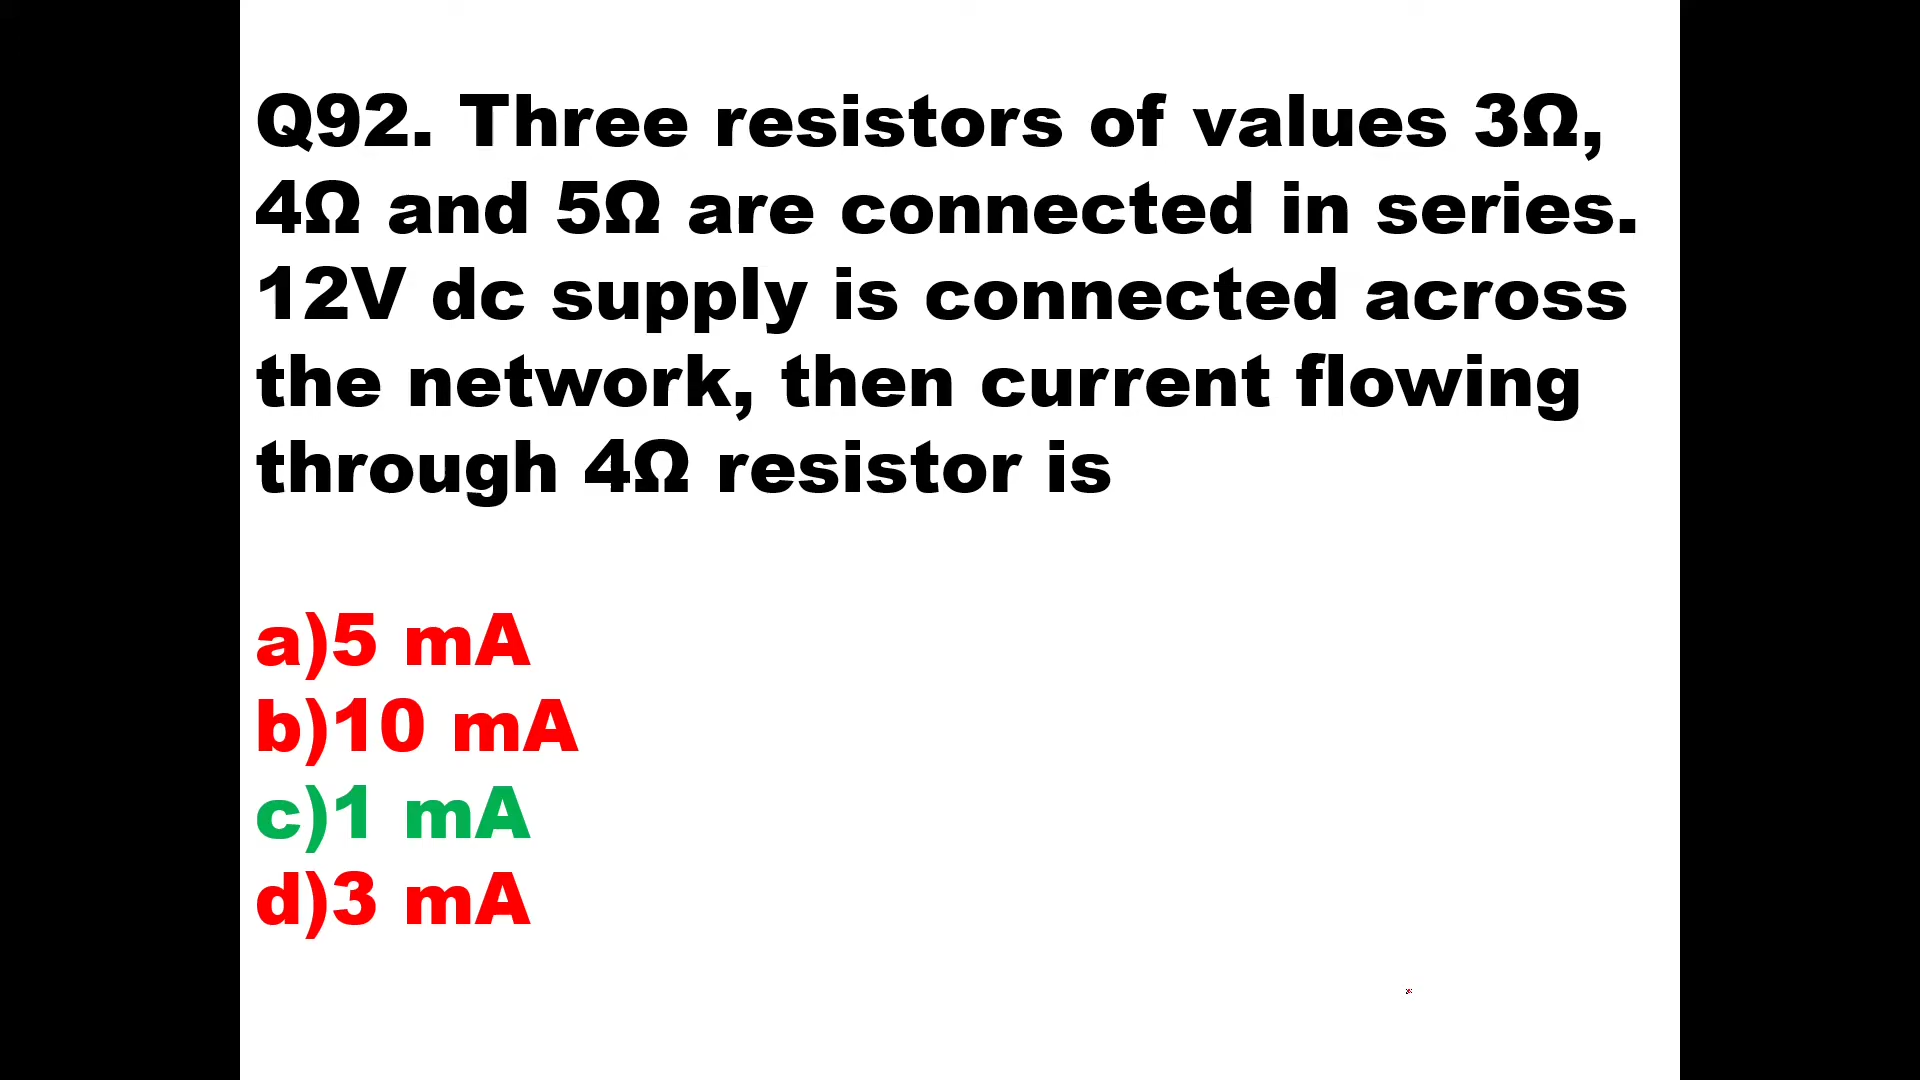 Q92. Three resistors of values 3Ω,
4Ω and 5Ω are connected in series.
12V dc supply is connected across
the network, then current flowing
through 4Ω resistor is
a)5 mA
b)10 mA
c)1 mA
d)3 mA